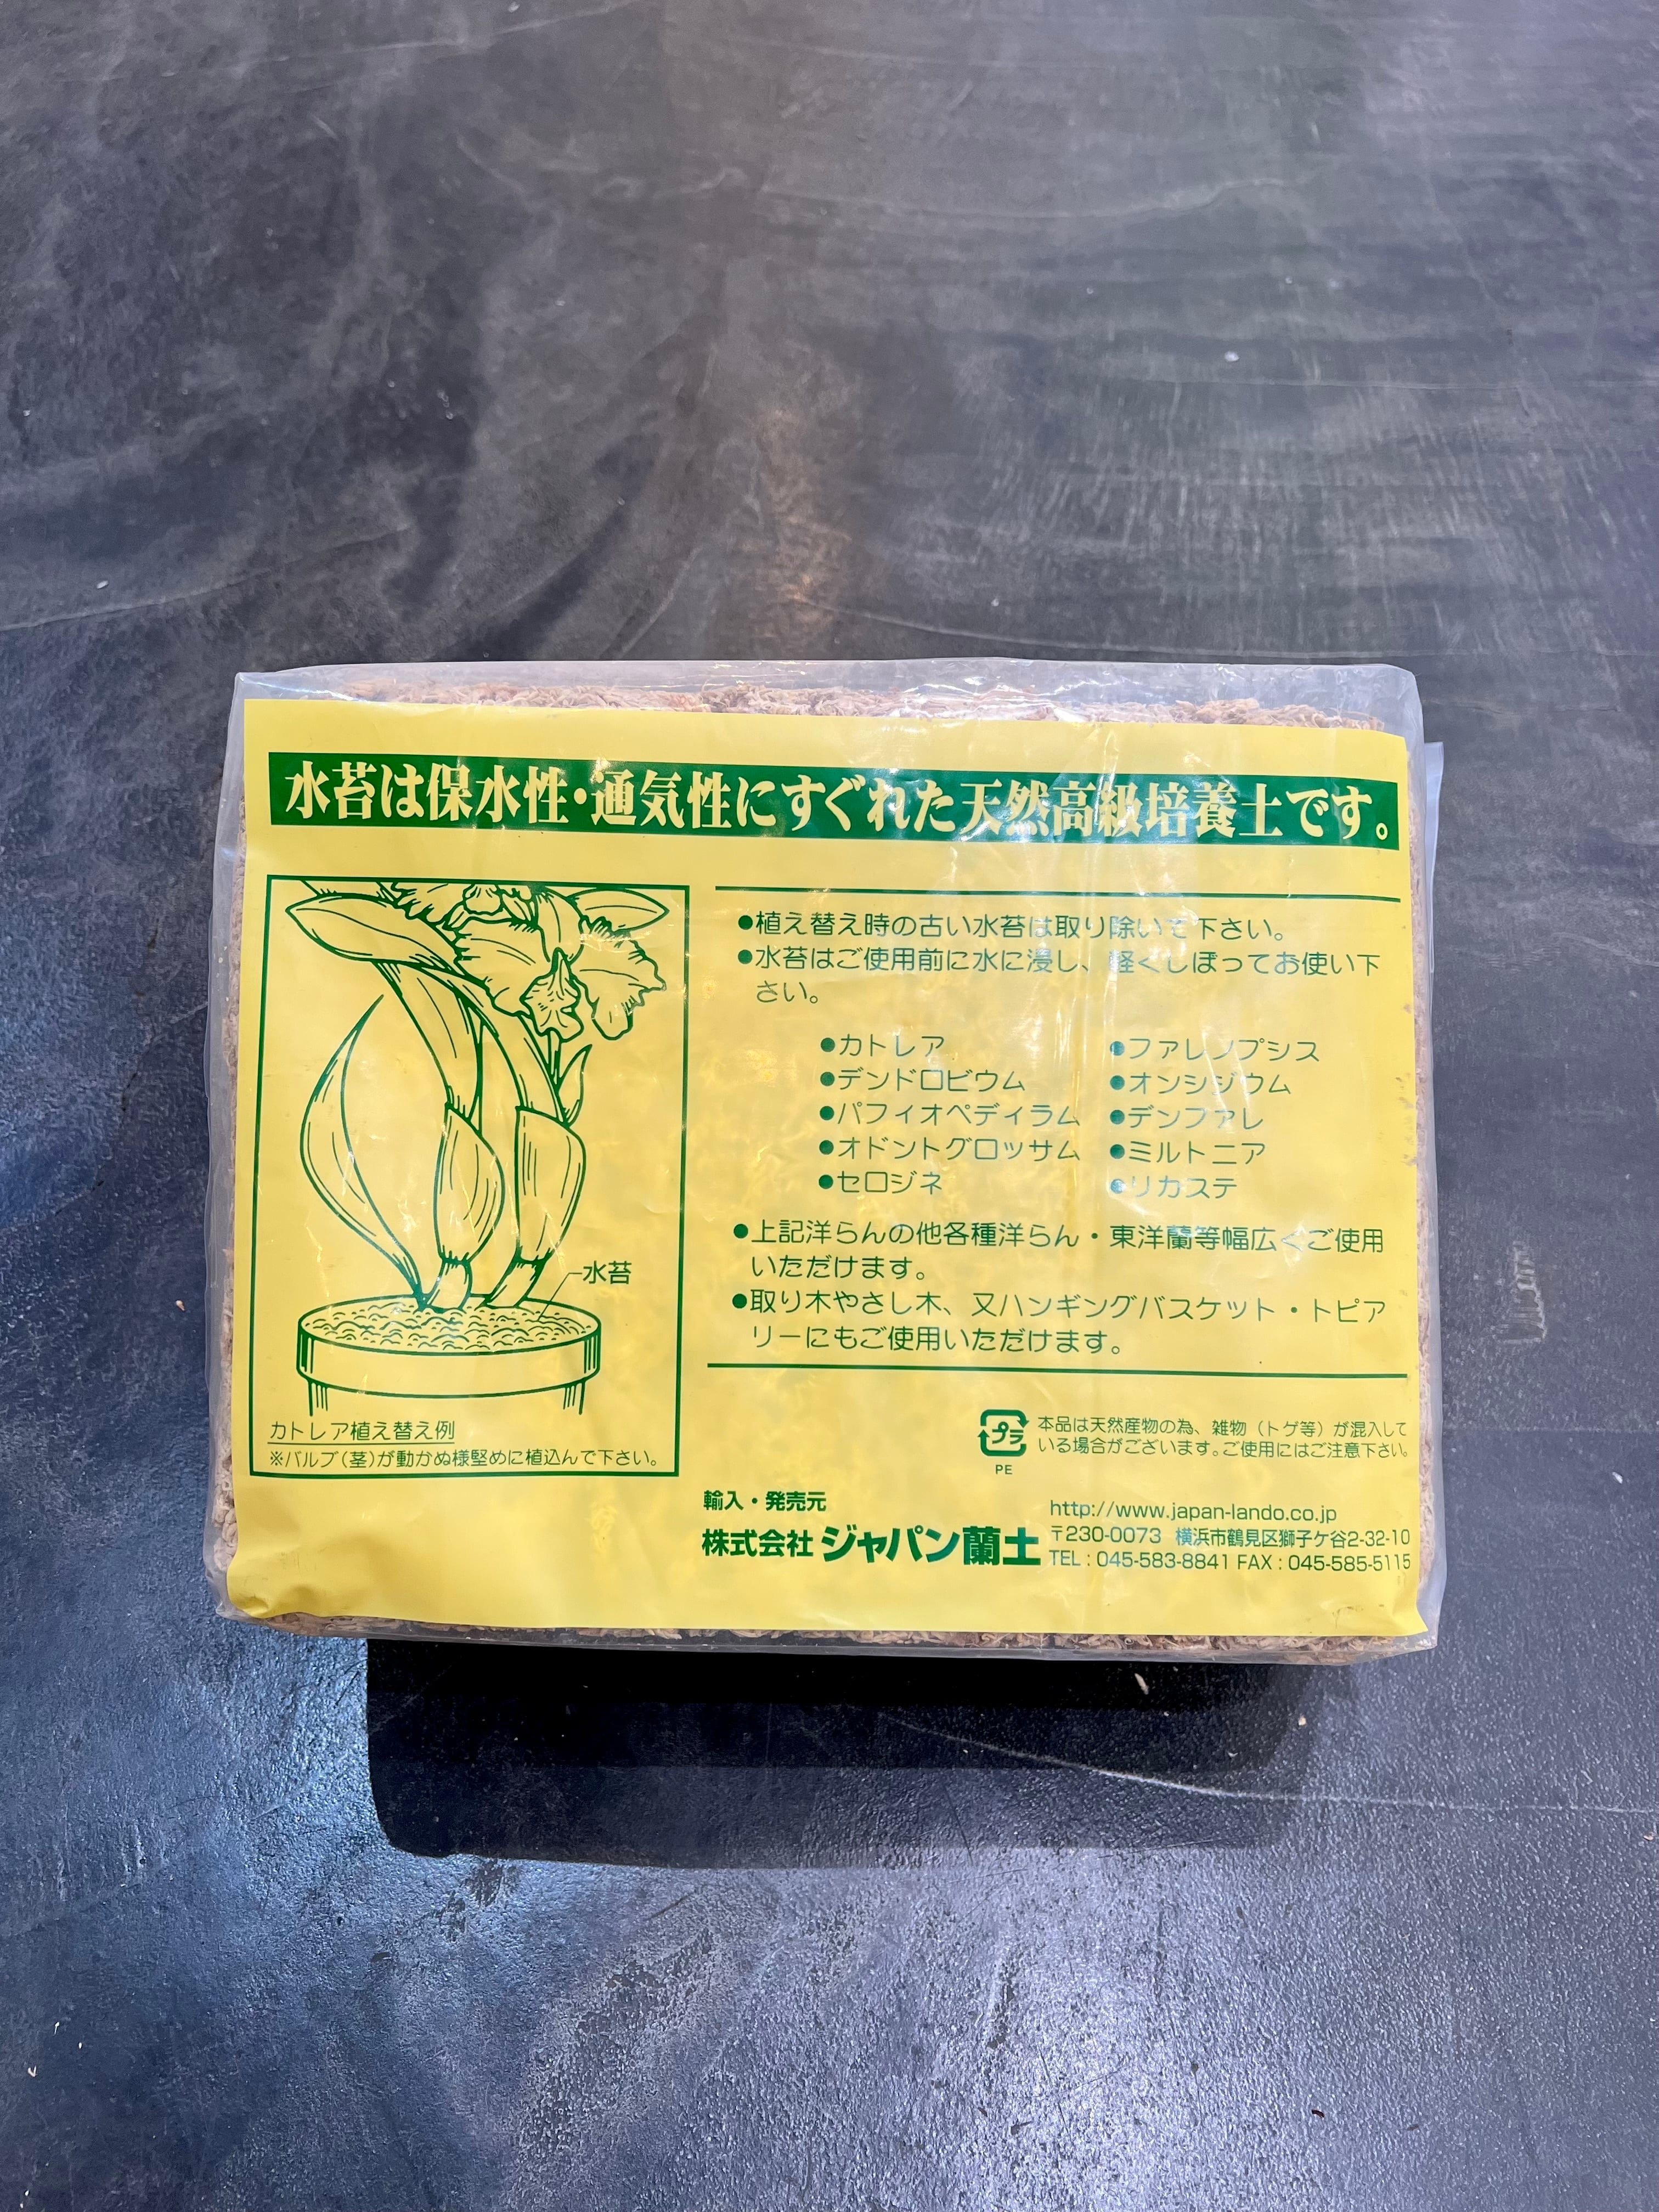 水苔は保水性・通気性にすぐれた天然高級培養土です。
水苔
カトレア植え替え例
※バルブ(茎)が動かぬ様堅めに植込んで下さい。
●植え替え時の古い水苔は取り除いて下さい。
●水苔はご使用前に水に浸し、軽くしぼってお使い下
さい。
●カトレア ●ファレノプシス
●デンドロビウム ●オンシジウム
●パフィオペディラム ●デンファレ
●オドントグロッサム ●ミルトニア
●セロジネ ●リカステ
●上記洋らんの他各種洋らん・東洋蘭等幅広くご使用
いただけます。
●取り木やさし木、又ハンギングバスケット・トピア
リーにもご使用いただけます。
プラ
PE
本品は天然産物の為、雑物（トゲ等）が混入して
いる場合がございます。ご使用にはご注意下さい。
輸入・発売元
株式会社 ジャパン蘭土
http://www.japan-lando.co.jp
〒230-0073 横浜市鶴見区獅子ケ谷2-32-10
TEL : 045-583-8841 FAX : 045-585-5115